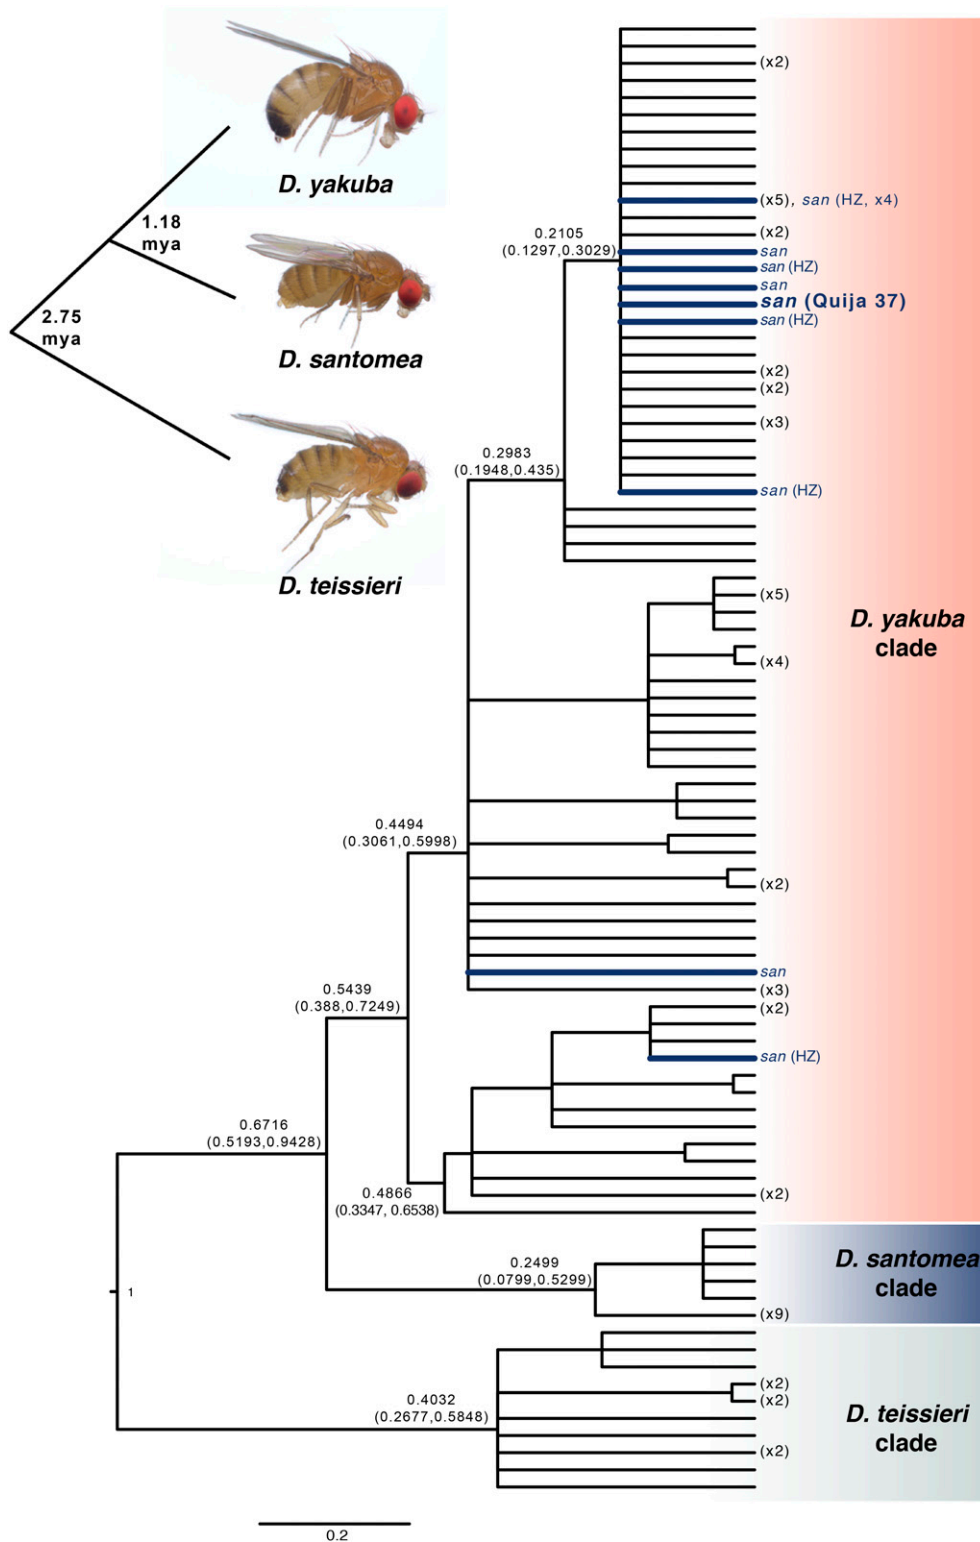 D. yakuba
1.18
mya
D. santomea
2.75
mya
D. teissieri
(x2)
(x5), san (HZ, x4)
(x2)
0.2105
(0.1297,0.3029)
san
san (HZ)
san
san (Quija 37)
san (HZ)
(x2)
(x2)
(x3)
0.2983
(0.1948,0.435)
san (HZ)
(x5)
D. yakuba
clade
(x4)
0.4494
(0.3061,0.5998)
(x2)
san
(x3)
0.5439
(0.388,0.7249)
(x2)
san (HZ)
0.6716
(0.5193,0.9428)
0.4866
(0.3347, 0.6538)
(x2)
0.2499
(0.0799,0.5299)
D. santomea
clade
1
(x9)
(x2)
(x2)
0.4032
(0.2677,0.5848)
D. teissieri
clade
(x2)
0.2